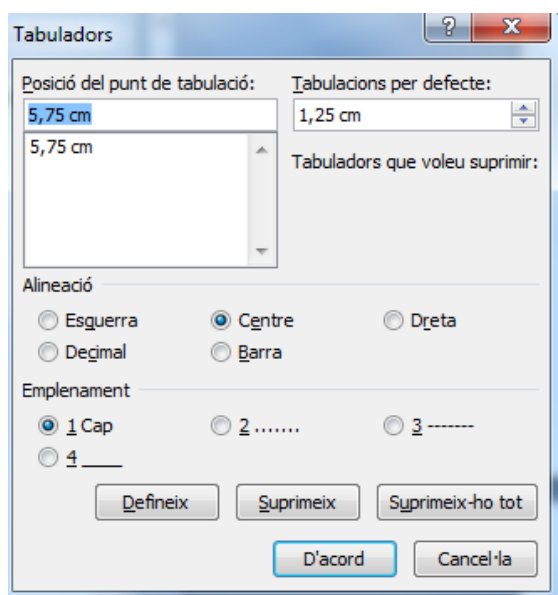 Tabuladors
Posició del punt de tabulació:
Tabulacions per defecte:
5,75 cm
1,25 cm
5,75 cm
Tabuladors que voleu suprimir:
Alineació
Esquerra
Centre
Dreta
Decimal
Barra
Emplenament
1 Cap
2 .......
3 -------
4 ____
Defineix
Suprimeix
Suprimeix-ho tot
D'acord
Cancel·la